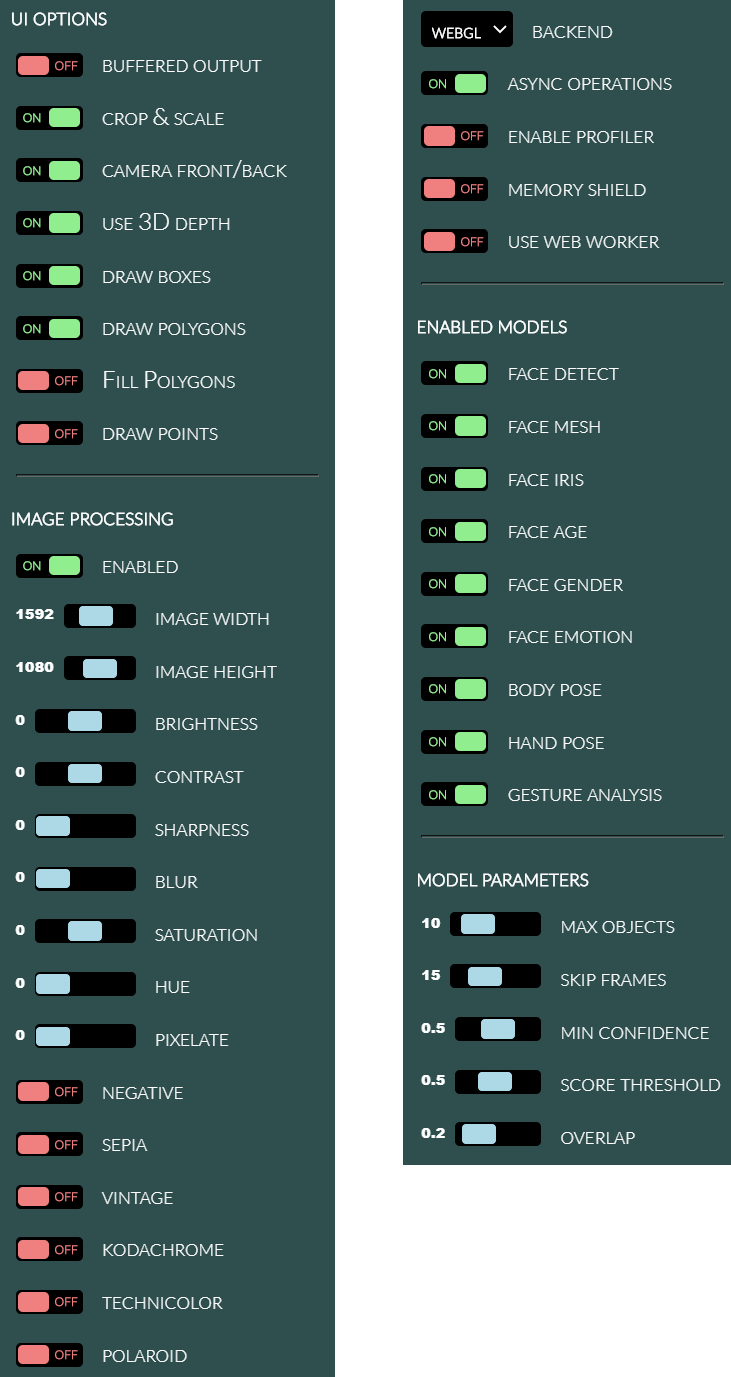 UI OPTIONS
OFF BUFFERED OUTPUT
ON CROP & SCALE
ON CAMERA FRONT/BACK
ON USE 3D DEPTH
ON DRAW BOXES
ON DRAW POLYGONS
OFF FILL POLYGONS
OFF DRAW POINTS
IMAGE PROCESSING
ON ENABLED
1592 IMAGE WIDTH
1080 IMAGE HEIGHT
0 BRIGHTNESS
0 CONTRAST
0 SHARPNESS
0 BLUR
0 SATURATION
0 HUE
0 PIXELATE
OFF NEGATIVE
OFF SEPIA
OFF VINTAGE
OFF KODACHROME
OFF TECHNICOLOR
OFF POLAROID
WEBGL BACKEND
ON ASYNC OPERATIONS
OFF ENABLE PROFILER
OFF MEMORY SHIELD
OFF USE WEB WORKER
ENABLED MODELS
ON FACE DETECT
ON FACE MESH
ON FACE IRIS
ON FACE AGE
ON FACE GENDER
ON FACE EMOTION
ON BODY POSE
ON HAND POSE
ON GESTURE ANALYSIS
MODEL PARAMETERS
10 MAX OBJECTS
15 SKIP FRAMES
0.5 MIN CONFIDENCE
0.5 SCORE THRESHOLD
0.2 OVERLAP